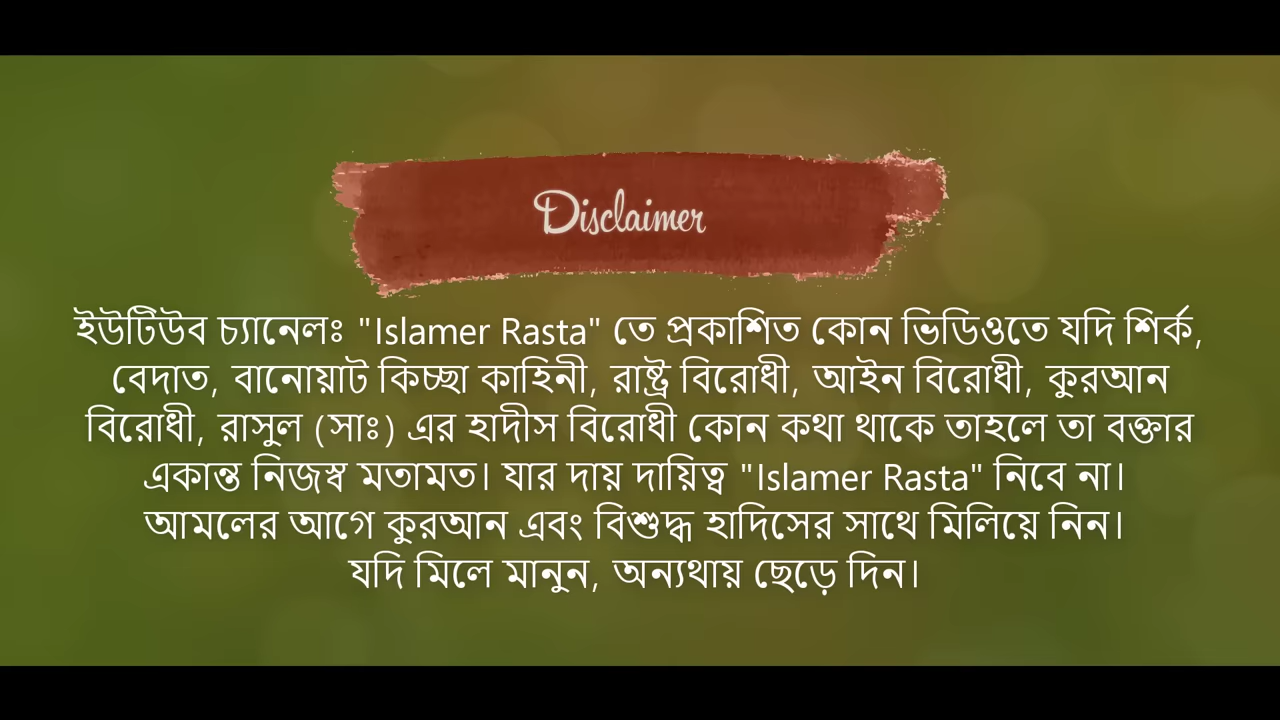 Disclaimer
ইউটিউব চ্যানেলঃ "Islamer Rasta" তে প্রকাশিত কোন ভিডিওতে যদি শির্ক,
বেদাত, বানোয়াট কিচ্ছা কাহিনী, রাষ্ট্র বিরোধী, আইন বিরোধী, কুরআন
বিরোধী, রাসুল (সাঃ) এর হাদীস বিরোধী কোন কথা থাকে তাহলে তা বক্তার
একান্ত নিজস্ব মতামত। যার দায় দায়িত্ব "Islamer Rasta" নিবে না।
আমলের আগে কুরআন এবং বিশুদ্ধ হাদিসের সাথে মিলিয়ে নিন।
যদি মিলে মানুন, অন্যথায় ছেড়ে দিন।